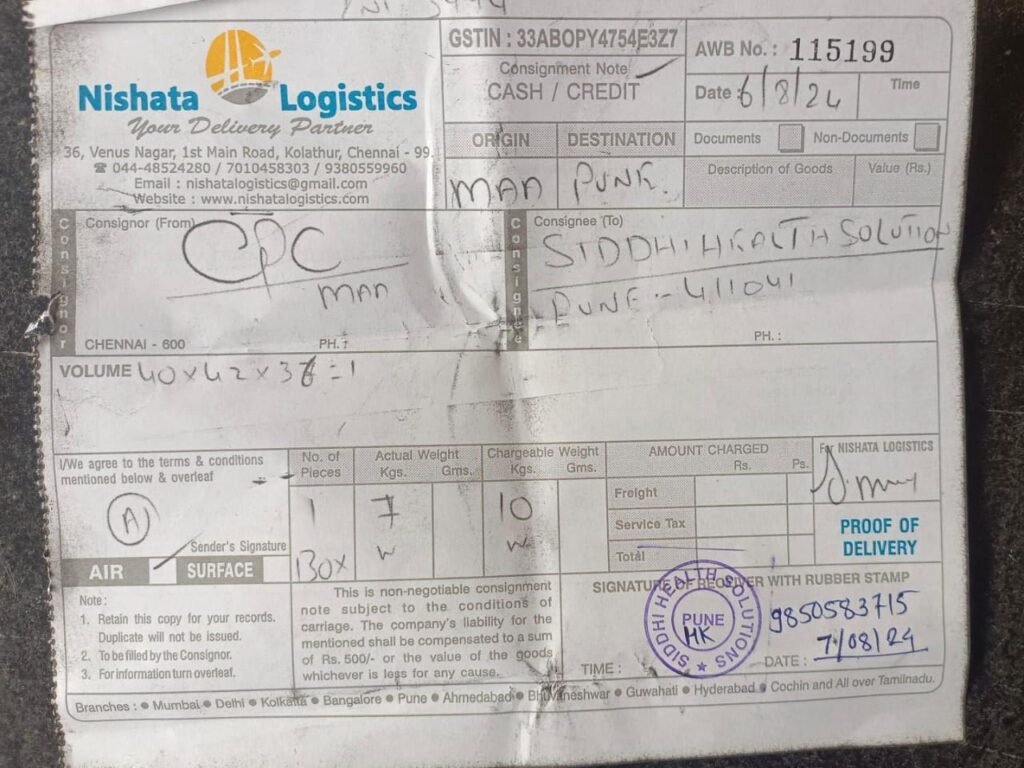 Nishata Logistics
Your Delivery Partner
36, Venus Nagar, 1st Main Road, Kolathur, Chennai - 99.
☎ 044-48524280 / 7010458303 / 9380559960
Email : nishatalogistics@gmail.com
Website : www.nishatalogistics.com
GSTIN : 33ABOPY4754E3Z7
Consignment Note
CASH / CREDIT
AWB No. : 115199
Date : 6/8/24
Time
ORIGIN
DESTINATION
MAA
PUNE.
Documents
Non-Documents
Description of Goods
Value (Rs.)
Consignor
Consignor (From)
CPC
MAA
CHENNAI - 600
PH. :
Consignee
Consignee (To)
SIDDHI HEALTH SOLUTION
PUNE - 411041
PH. :
VOLUME 40x42x36=1
I/We agree to the terms & conditions
mentioned below & overleaf
A
Sender's Signature
AIR
SURFACE
No. of Pieces
1
BOX
Actual Weight
Kgs. Gms.
7
W
Chargeable Weight
Kgs. Gms.
10
W
AMOUNT CHARGED
Rs. Ps.
Freight
Service Tax
Total
For NISHATA LOGISTICS
PROOF OF
DELIVERY
Note :
1. Retain this copy for your records.
Duplicate will not be issued.
2. To be filled by the Consignor.
3. For information turn overleaf.
This is non-negotiable consignment
note subject to the conditions of
carriage. The company's liability for the
mentioned shall be compensated to a sum
of Rs. 500/- or the value of the goods
whichever is less for any cause.
SIGNATURE OF RECEIVER WITH RUBBER STAMP
SIDDHI HEALTH SOLUTIONS
PUNE
HK
9850583715
TIME :
DATE : 7/08/24
Branches : ● Mumbai ● Delhi ● Kolkatta ● Bangalore ● Pune ● Ahmedabad ● Bhuvaneshwar ● Guwahati ● Hyderabad ● Cochin and All over Tamilnadu.